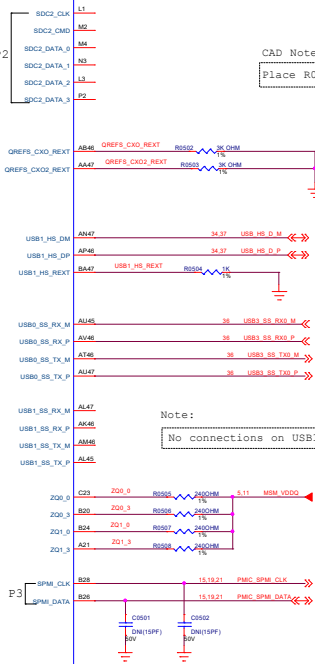 SDC2_CLK L1
SDC2_CMD M2
SDC2_DATA_0 M4
SDC2_DATA_1 N3
SDC2_DATA_2 L3
SDC2_DATA_3 P2
CAD Note
Place R0
QREFS_CXO_REXT AB46 QREFS_CXO_REXT R0502 3K OHM 1%
QREFS_CXO2_REXT AA47 QREFS_CXO2_REXT R0503 3K OHM 1%
USB1_HS_DM AN47 34,37 USB_HS_D_M
USB1_HS_DP AP46 34,37 USB_HS_D_P
USB1_HS_REXT BA47 USB1_HS_REXT R0504 1K 1%
USB0_SS_RX_M AU45 36 USB3_SS_RX0_M
USB0_SS_RX_P AV46 36 USB3_SS_RX0_P
USB0_SS_TX_M AT46 36 USB3_SS_TX0_M
USB0_SS_TX_P AU47 36 USB3_SS_TX0_P
USB1_SS_RX_M AL47
USB1_SS_RX_P AK46
USB1_SS_TX_M AM46
USB1_SS_TX_P AL45
Note:
No connections on USB
ZQ0_0 C23 ZQ0_0 R0505 240OHM 1% 5,11 MSM_VDDQ
ZQ0_3 B20 ZQ0_3 R0506 240OHM 1%
ZQ1_0 B24 ZQ1_0 R0507 240OHM 1%
ZQ1_3 A21 ZQ1_3 R0508 240OHM 1%
P3
SPMI_CLK B28 15,19,21 PMIC_SPMI_CLK
SPMI_DATA B26 15,19,21 PMIC_SPMI_DATA
C0501 DNI(15PF) 50V
C0502 DNI(15PF) 50V